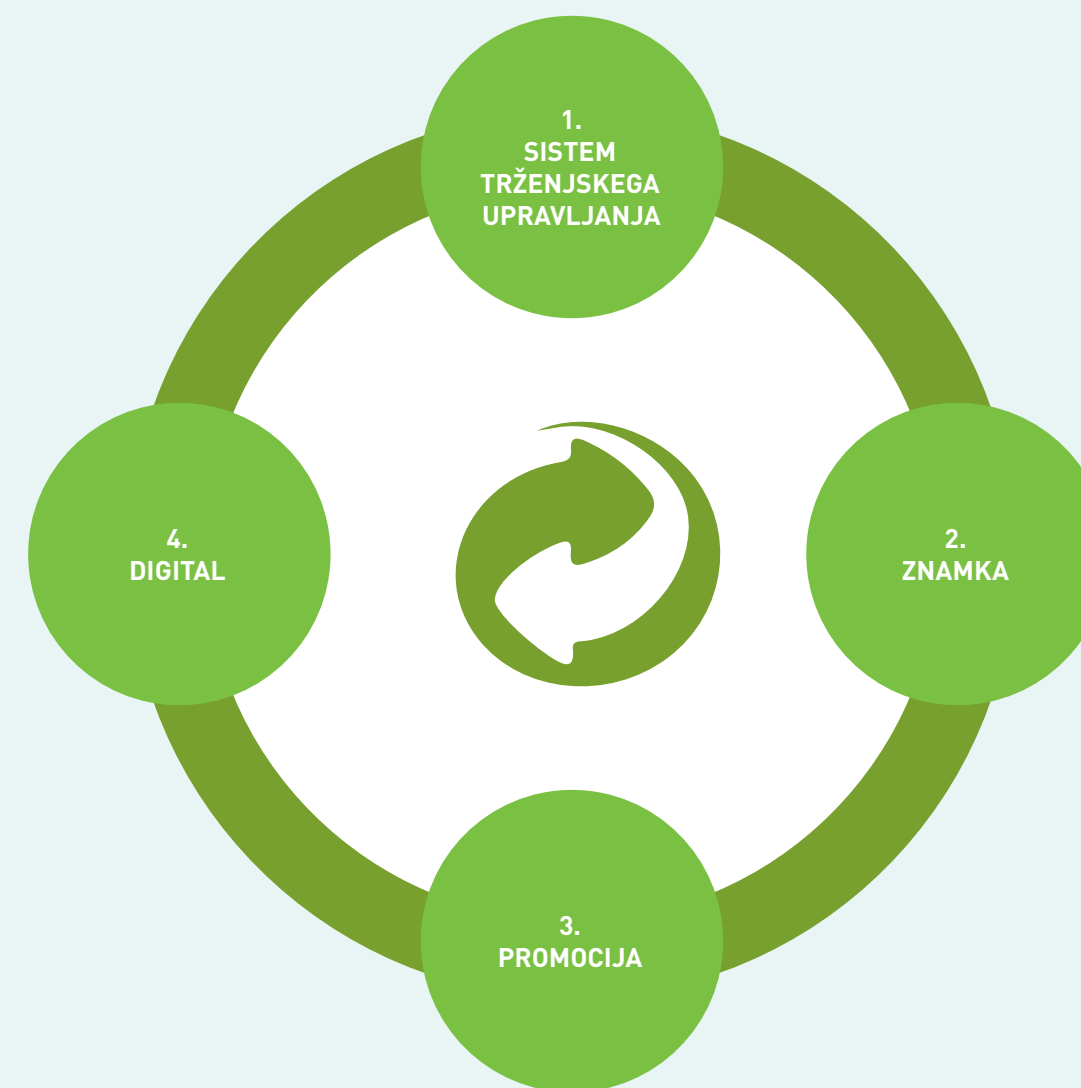 1.
SISTEM
TRŽENJSKEGA
UPRAVLJANJA
2.
ZNAMKA
3.
PROMOCIJA
4.
DIGITAL